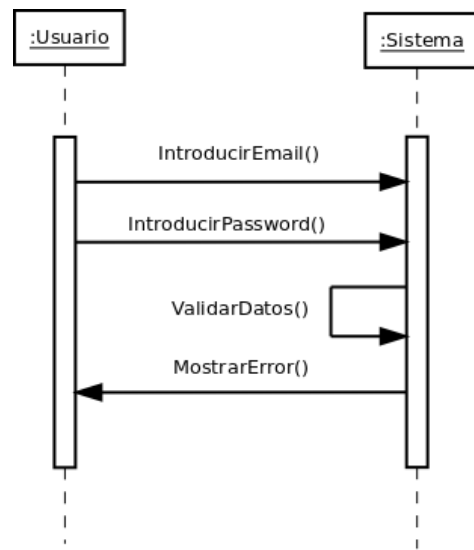 :Usuario
:Sistema
IntroducirEmail()
IntroducirPassword()
ValidarDatos()
MostrarError()